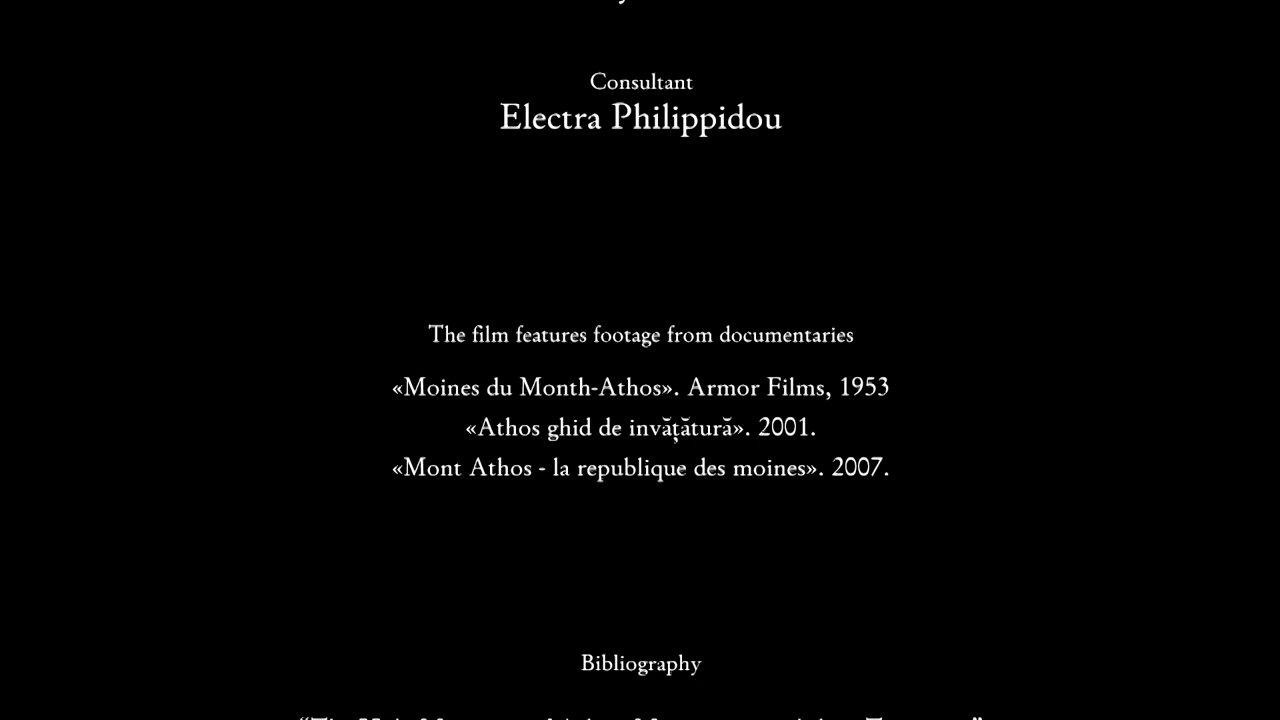 Consultant
Electra Philippidou
The film features footage from documentaries
«Moines du Month-Athos». Armor Films, 1953
«Athos ghid de invăţătură». 2001.
«Mont Athos - la republique des moines». 2007.
Bibliography